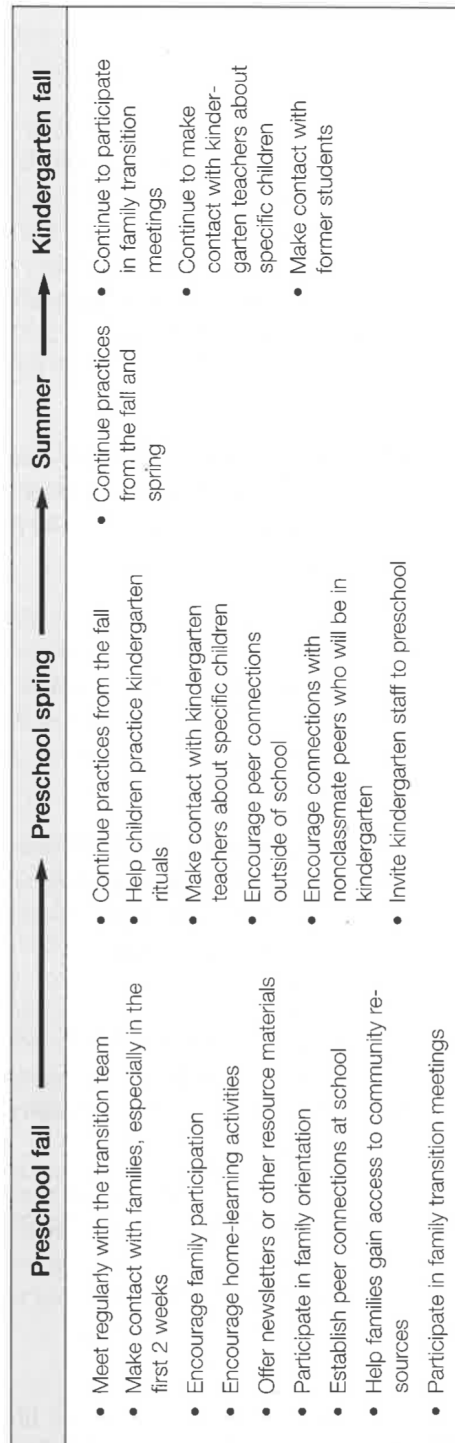 Preschool fall → Preschool spring → Summer → Kindergarten fall
• Meet regularly with the transition team
• Make contact with families, especially in the
first 2 weeks
• Encourage family participation
• Encourage home-learning activities
• Offer newsletters or other resource materials
• Participate in family orientation
• Establish peer connections at school
• Help families gain access to community re-
sources
• Participate in family transition meetings
• Continue practices from the fall
• Help children practice kindergarten
rituals
• Make contact with kindergarten
teachers about specific children
• Encourage peer connections
outside of school
• Encourage connections with
nonclassmate peers who will be in
kindergarten
• Invite kindergarten staff to preschool
• Continue practices
from the fall and
spring
• Continue to participate
in family transition
meetings
• Continue to make
contact with kinder-
garten teachers about
specific children
• Make contact with
former students